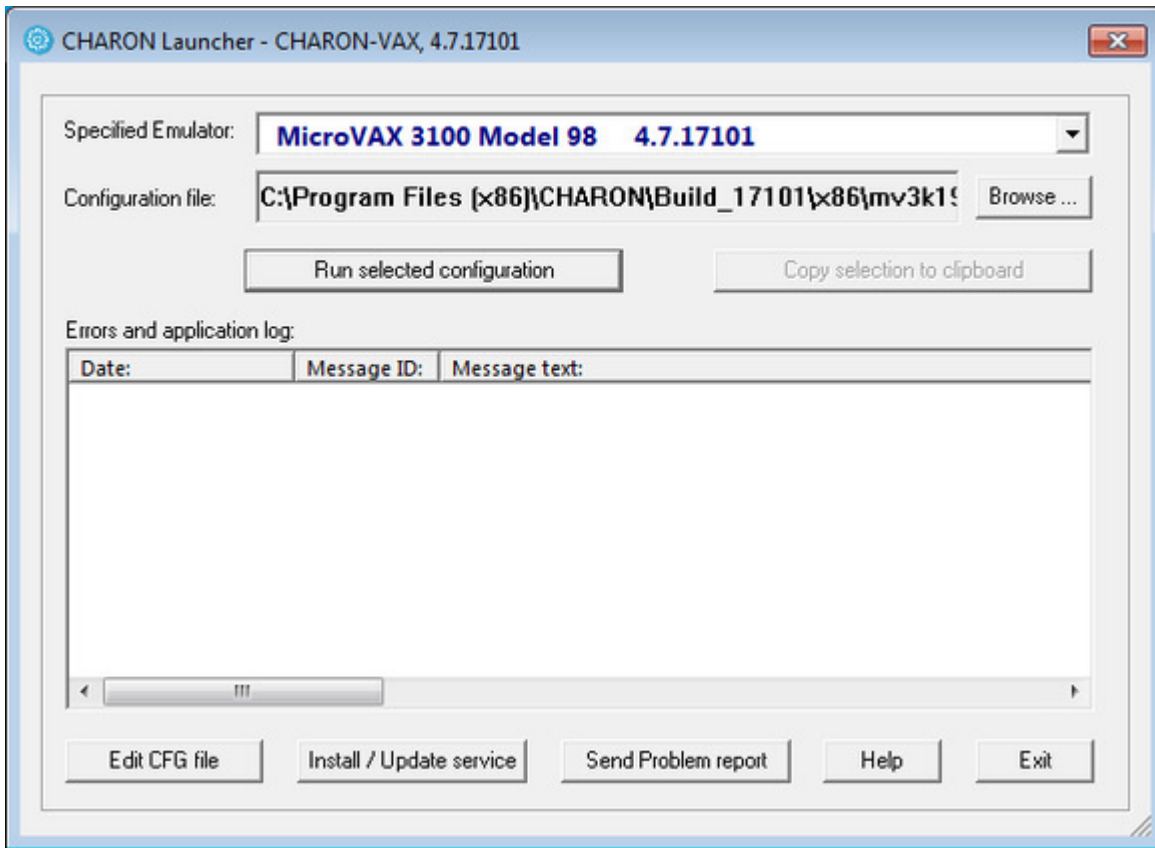 CHARON Launcher - CHARON-VAX, 4.7.17101
Specified Emulator: MicroVAX 3100 Model 98 4.7.17101
Configuration file: C:\Program Files (x86)\CHARON\Build_17101\x86\mv3k19 Browse ...
Run selected configuration Copy selection to clipboard
Errors and application log:
Date: Message ID: Message text:
Edit CFG file Install / Update service Send Problem report Help Exit